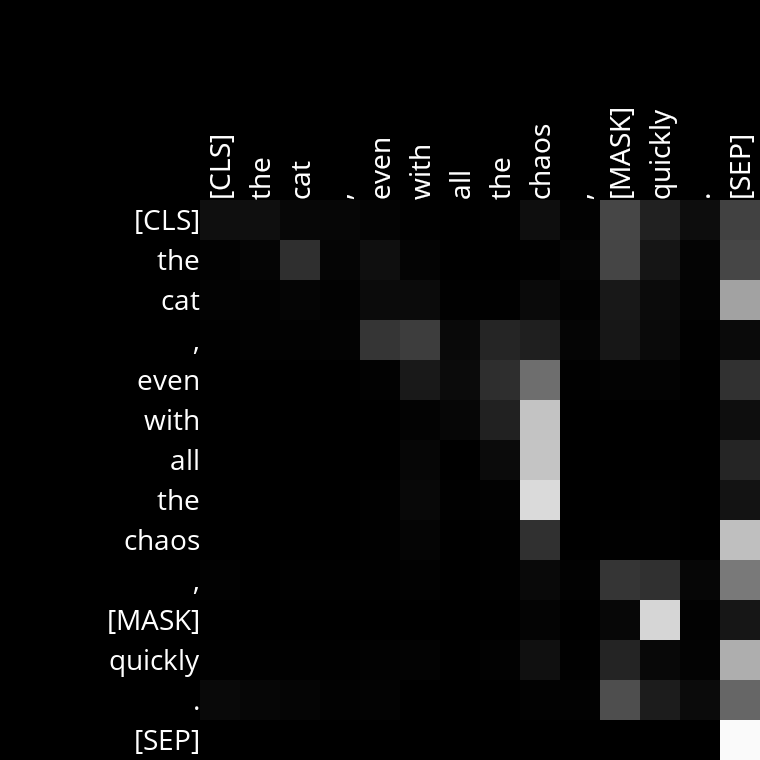 [CLS] the cat , even with all the chaos , [MASK] quickly . [SEP]
[CLS]
the
cat
,
even
with
all
the
chaos
,
[MASK]
quickly
.
[SEP]